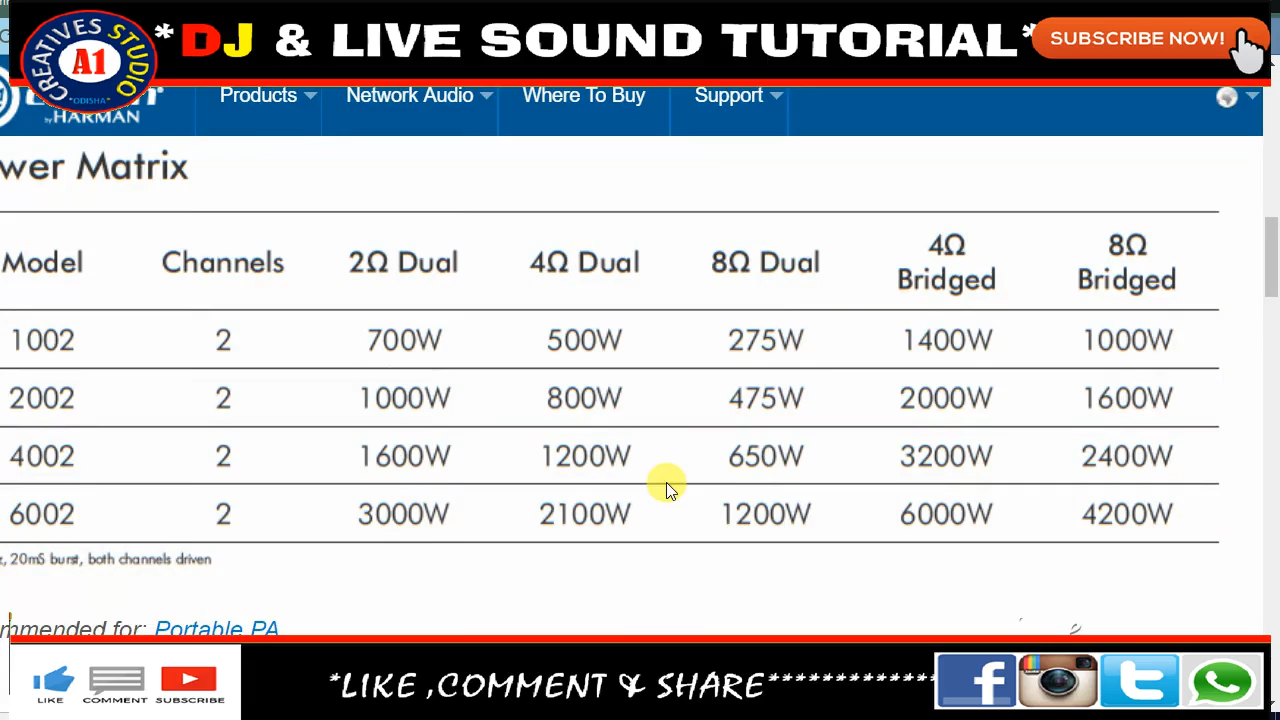 CREATIVES STUDIO
A1
*ODISHA*
* DJ & LIVE SOUND TUTORIAL *
SUBSCRIBE NOW!
by HARMAN
Products
Network Audio
Where To Buy
Support
wer Matrix
Model Channels 2Ω Dual 4Ω Dual 8Ω Dual 4Ω Bridged 8Ω Bridged
1002 2 700W 500W 275W 1400W 1000W
2002 2 1000W 800W 475W 2000W 1600W
4002 2 1600W 1200W 650W 3200W 2400W
6002 2 3000W 2100W 1200W 6000W 4200W
z, 20mS burst, both channels driven
mmended for: Portable PA
LIKE COMMENT SUBSCRIBE
*LIKE ,COMMENT & SHARE************